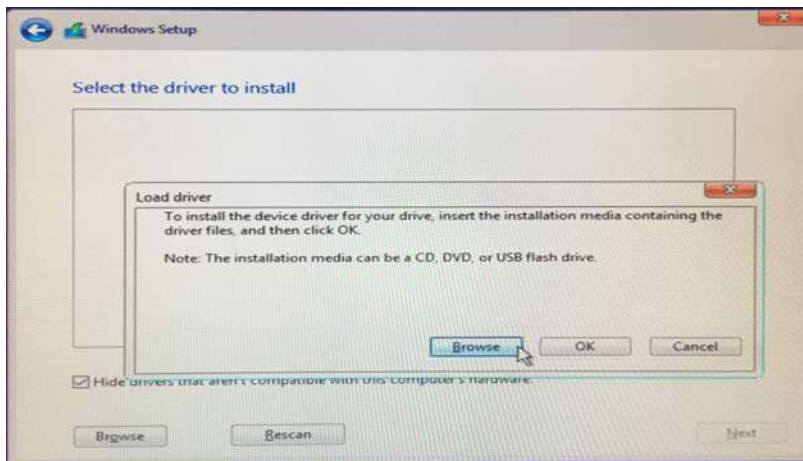 Windows Setup
Select the driver to install
Load driver
To install the device driver for your drive, insert the installation media containing the
driver files, and then click OK.
Note: The installation media can be a CD, DVD, or USB flash drive.
Browse OK Cancel
Hide drivers that aren't compatible with this computer's hardware.
Browse Rescan Next